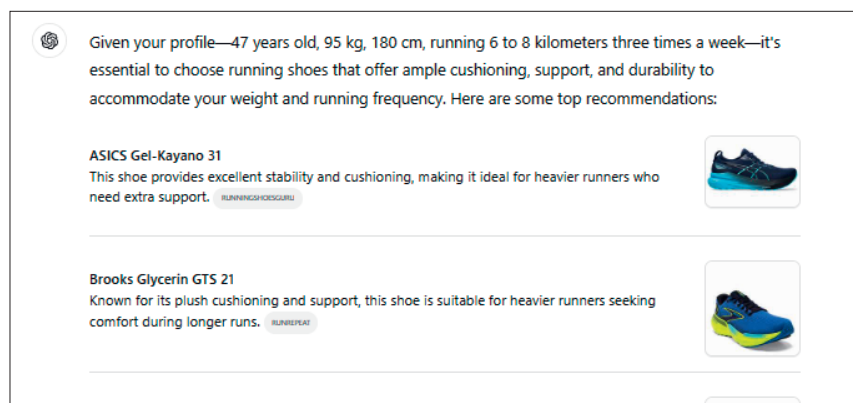 Given your profile—47 years old, 95 kg, 180 cm, running 6 to 8 kilometers three times a week—it's
essential to choose running shoes that offer ample cushioning, support, and durability to
accommodate your weight and running frequency. Here are some top recommendations:
ASICS Gel-Kayano 31
This shoe provides excellent stability and cushioning, making it ideal for heavier runners who
need extra support. RUNNINGSHOESGURU
Brooks Glycerin GTS 21
Known for its plush cushioning and support, this shoe is suitable for heavier runners seeking
comfort during longer runs. RUNREPEAT